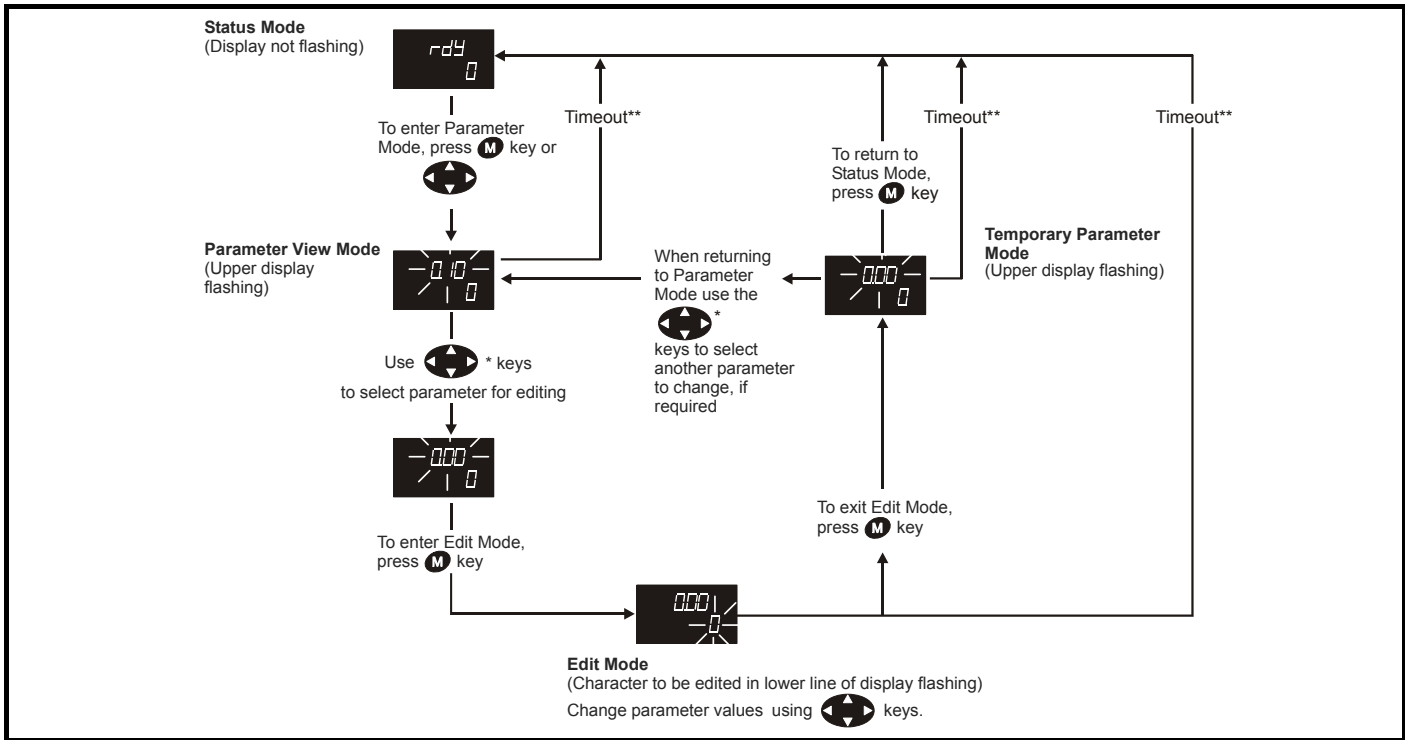 Status Mode
(Display not flashing)
rdY
0
Timeout**
Timeout**
Timeout**
To enter Parameter
Mode, press M key or
To return to
Status Mode,
press M key
Parameter View Mode
(Upper display
flashing)
0.10
0
When returning
to Parameter
Mode use the
*
keys to select
another parameter
to change, if
required
0.00
0
Temporary Parameter
Mode
(Upper display flashing)
Use * keys
to select parameter for editing
0.00
0
To enter Edit Mode,
press M key
To exit Edit Mode,
press M key
0.00
0
Edit Mode
(Character to be edited in lower line of display flashing)
Change parameter values using keys.